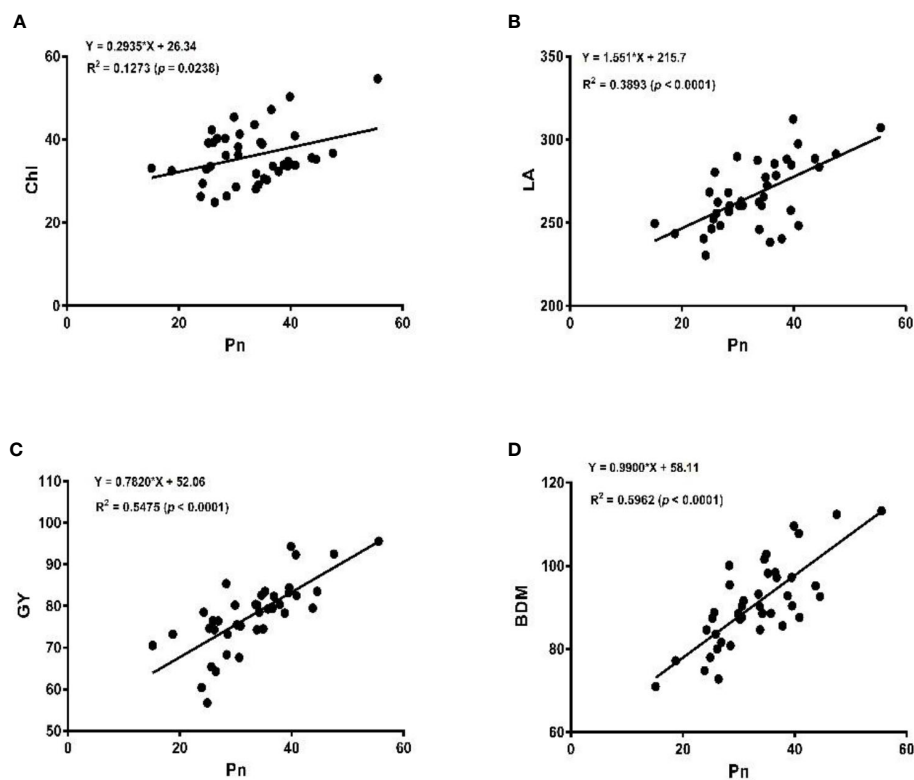 A
Y = 0.2935*X + 26.34
R² = 0.1273 (p = 0.0238)
60
40
20
0
Chl
0 20 40 60
Pn
B
Y = 1.551*X + 215.7
R² = 0.3893 (p < 0.0001)
350
300
250
200
LA
0 20 40 60
Pn
C
Y = 0.7820*X + 52.06
R² = 0.5475 (p < 0.0001)
110
100
90
80
70
60
50
GY
0 20 40 60
Pn
D
Y = 0.9900*X + 58.11
R² = 0.5962 (p < 0.0001)
120
100
80
60
BDM
0 20 40 60
Pn